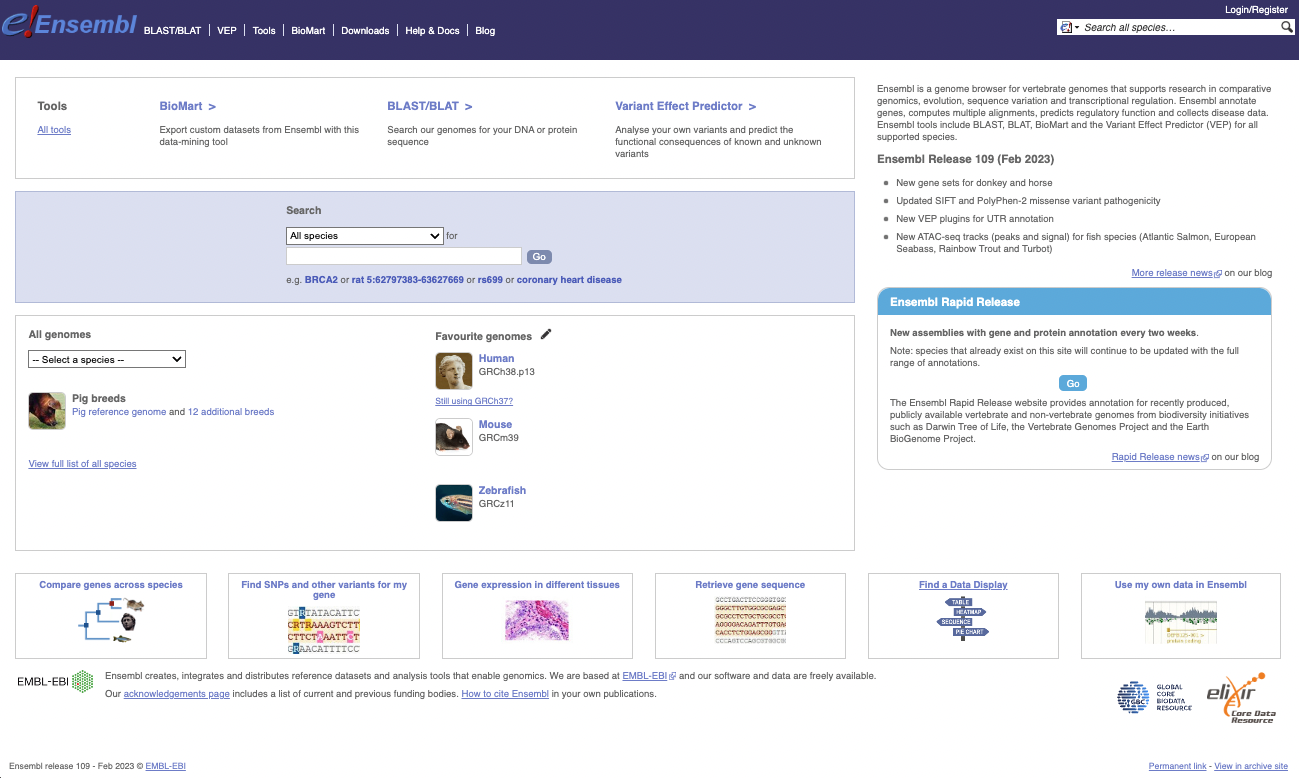 Login/Register
e!Ensembl
BLAST/BLAT | VEP | Tools | BioMart | Downloads | Help & Docs | Blog
Search all species...
Tools
All tools
BioMart >
Export custom datasets from Ensembl with this
data-mining tool
BLAST/BLAT >
Search our genomes for your DNA or protein
sequence
Variant Effect Predictor >
Analyse your own variants and predict the
functional consequences of known and unknown
variants
Search
All species for
Go
e.g. BRCA2 or rat 5:62797383-63627669 or rs699 or coronary heart disease
All genomes
-- Select a species --
Pig breeds
Pig reference genome and 12 additional breeds
View full list of all species
Favourite genomes
Human
GRCh38.p13
Still using GRCh37?
Mouse
GRCm39
Zebrafish
GRCz11
Ensembl is a genome browser for vertebrate genomes that supports research in comparative
genomics, evolution, sequence variation and transcriptional regulation. Ensembl annotate
genes, computes multiple alignments, predicts regulatory function and collects disease data.
Ensembl tools include BLAST, BLAT, BioMart and the Variant Effect Predictor (VEP) for all
supported species.
Ensembl Release 109 (Feb 2023)
New gene sets for donkey and horse
Updated SIFT and PolyPhen-2 missense variant pathogenicity
New VEP plugins for UTR annotation
New ATAC-seq tracks (peaks and signal) for fish species (Atlantic Salmon, European
Seabass, Rainbow Trout and Turbot)
More release news on our blog
Ensembl Rapid Release
New assemblies with gene and protein annotation every two weeks.
Note: species that already exist on this site will continue to be updated with the full
range of annotations.
Go
The Ensembl Rapid Release website provides annotation for recently produced,
publicly available vertebrate and non-vertebrate genomes from biodiversity initiatives
such as Darwin Tree of Life, the Vertebrate Genomes Project and the Earth
BioGenome Project.
Rapid Release news on our blog
Compare genes across species
Find SNPs and other variants for my
gene
GTRTATACATTC
CRTRAAAGTCTT
GRAACATTTTCC
Gene expression in different tissues
Retrieve gene sequence
GCCTGACTTCCGGGTGGT
GGGCTTGTGGCGCGAGC
GCGCCTCTGCTGCGCCT
AGCGGACAGATTTGTGA
CACCTCTGGAGCGG
Find a Data Display
TABLE
HEATMAP
SEQUENCE
PIE CHART
Use my own data in Ensembl
EMBL-EBI
Ensembl creates, integrates and distributes reference datasets and analysis tools that enable genomics. We are based at EMBL-EBI and our software and data are freely available.
Our acknowledgements page includes a list of current and previous funding bodies. How to cite Ensembl in your own publications.
GBC
GLOBAL
CORE
BIODATA
RESOURCE
elixir
Core Data
Resource
Ensembl release 109 - Feb 2023 © EMBL-EBI
Permanent link - View in archive site